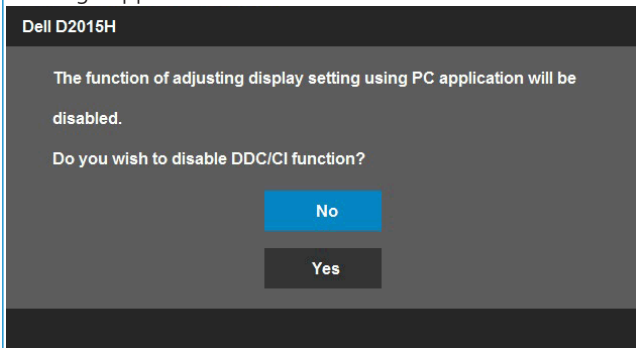 Dell D2015H
The function of adjusting display setting using PC application will be
disabled.
Do you wish to disable DDC/CI function?
No
Yes